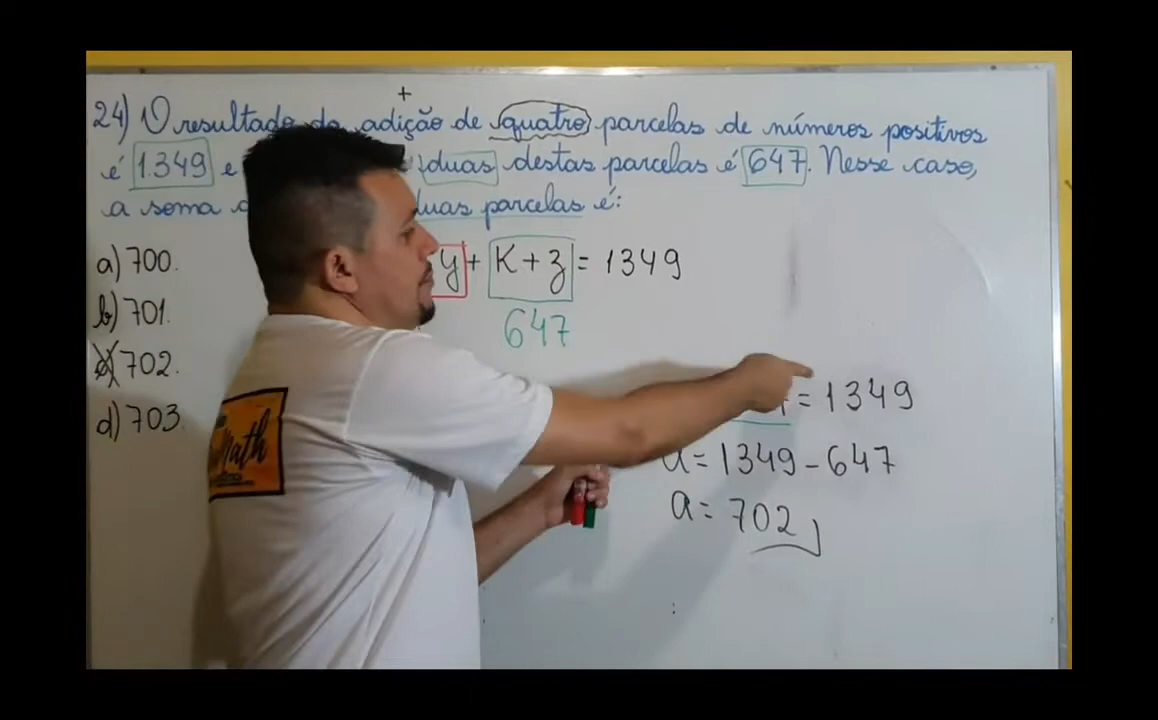 +
24) O resultado da adição de quatro parcelas de números positivos
é 1.349 e duas destas parcelas é 647. Nesse caso,
a soma duas parcelas é:
a) 700.
y + K + z = 1349
b) 701.
647
c) 702.
= 1349
d) 703.
a = 1349 - 647
a = 702
Math